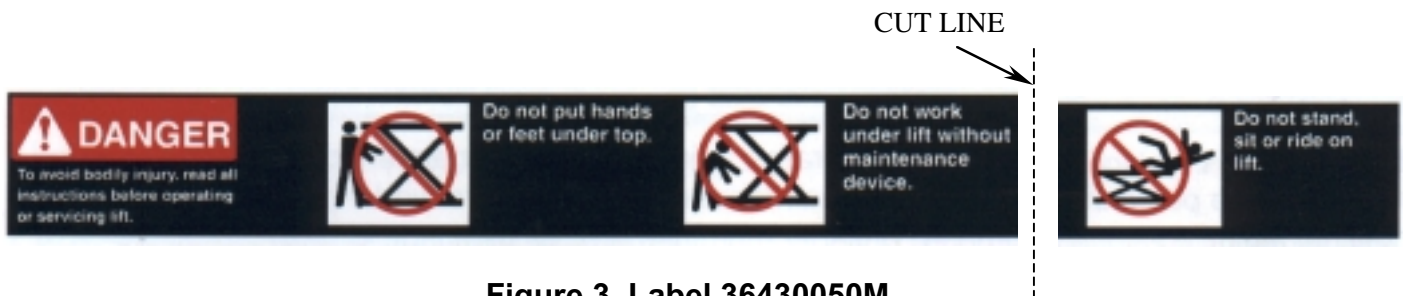 CUT LINE
DANGER
To avoid bodily injury, read all
instructions before operating
or servicing lift.
Do not put hands
or feet under top.
Do not work
under lift without
maintenance
device.
Do not stand,
sit or ride on
lift.
Figure 3. Label 36430050M